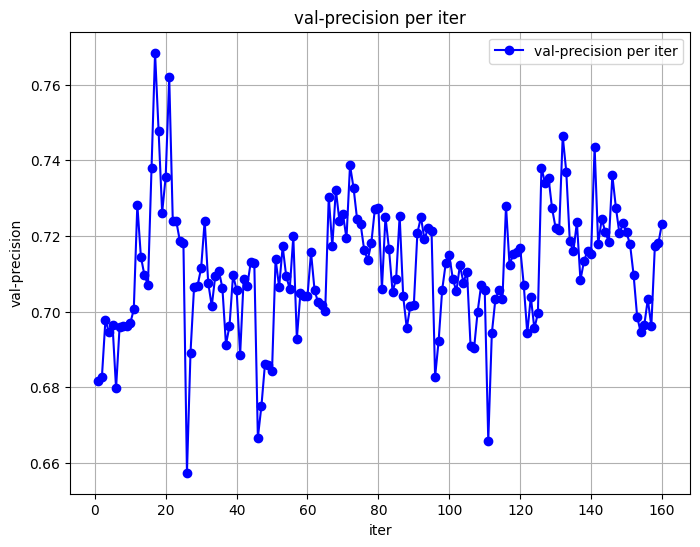 val-precision per iter
val-precision per iter
0.76
0.74
0.72
0.70
0.68
0.66
val-precision
0 20 40 60 80 100 120 140 160
iter